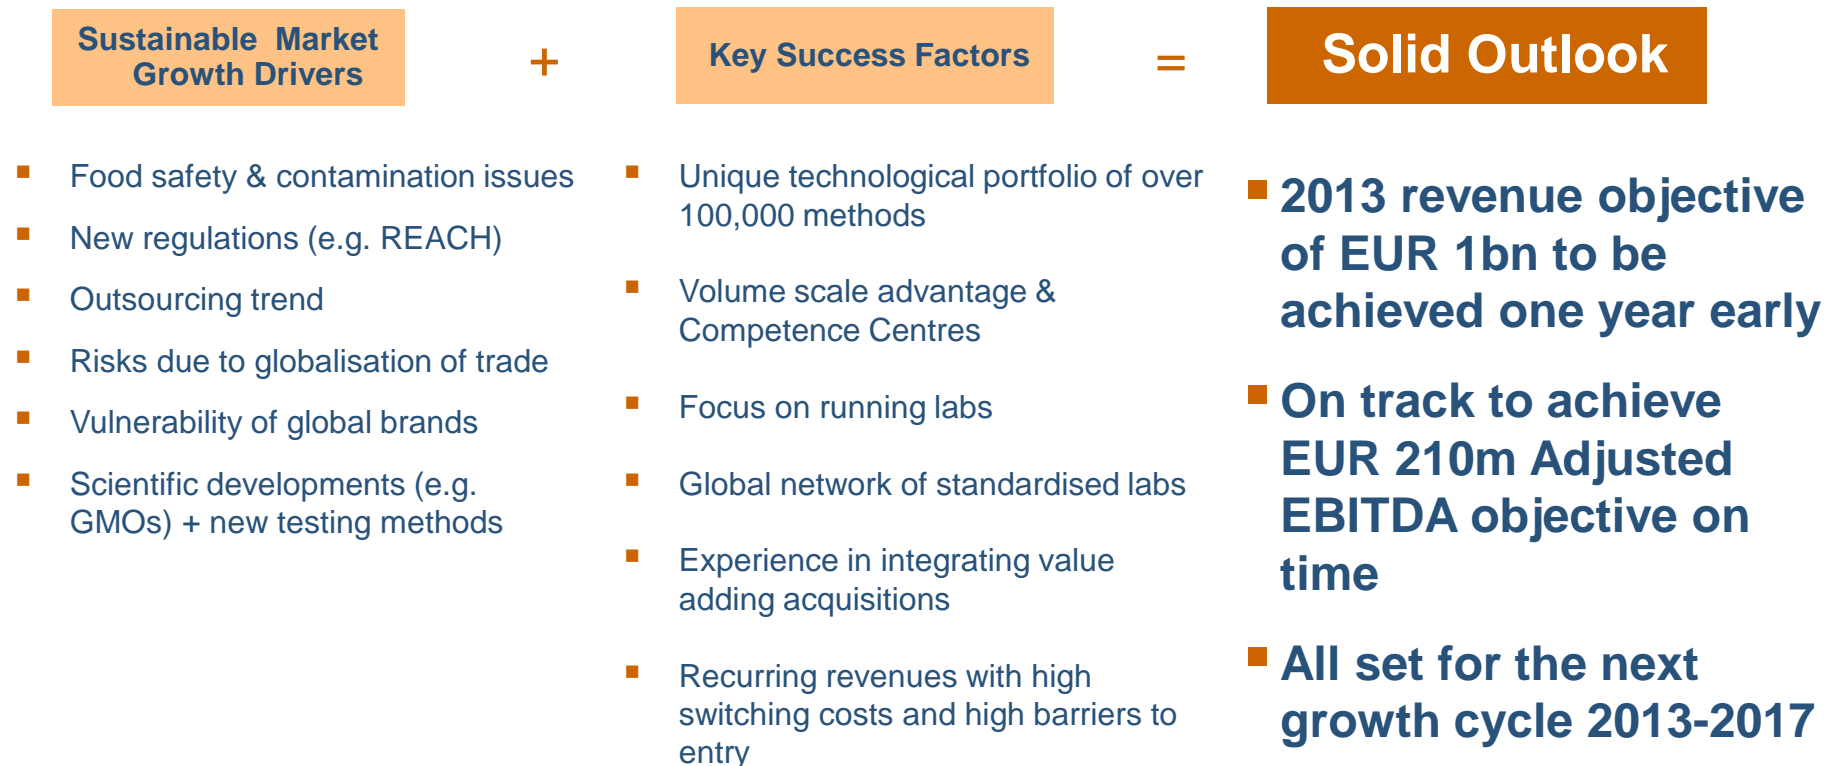 Sustainable Market
Growth Drivers
+
Key Success Factors
=
Solid Outlook
▪ Food safety & contamination issues
▪ New regulations (e.g. REACH)
▪ Outsourcing trend
▪ Risks due to globalisation of trade
▪ Vulnerability of global brands
▪ Scientific developments (e.g.
GMOs) + new testing methods
▪ Unique technological portfolio of over
100,000 methods
▪ Volume scale advantage &
Competence Centres
▪ Focus on running labs
▪ Global network of standardised labs
▪ Experience in integrating value
adding acquisitions
▪ Recurring revenues with high
switching costs and high barriers to
entry
▪ 2013 revenue objective
of EUR 1bn to be
achieved one year early
▪ On track to achieve
EUR 210m Adjusted
EBITDA objective on
time
▪ All set for the next
growth cycle 2013-2017